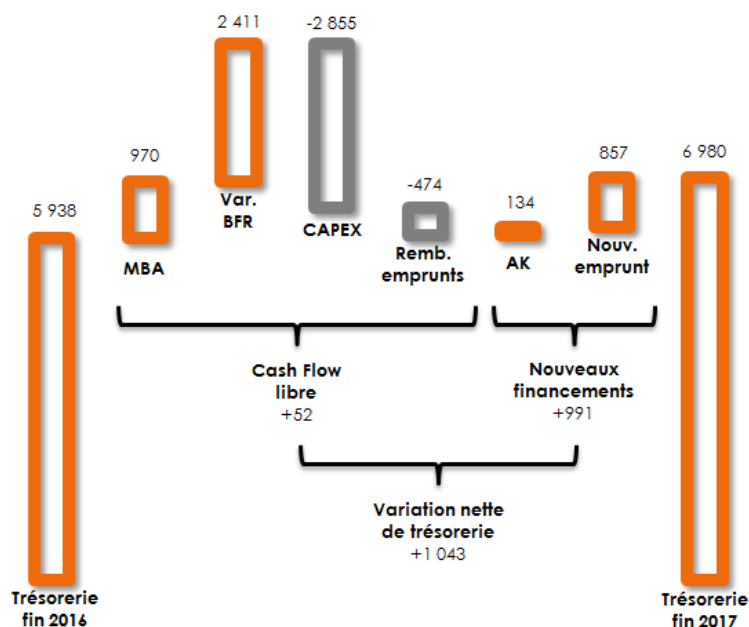 2 411
-2 855
970
857
6 980
5 938
-474
134
Var.
BFR
CAPEX
MBA
Remb.
emprunts
AK
Nouv.
emprunt
Cash Flow
libre
+52
Nouveaux
financements
+991
Variation nette
de trésorerie
+1 043
Trésorerie
fin 2016
Trésorerie
fin 2017